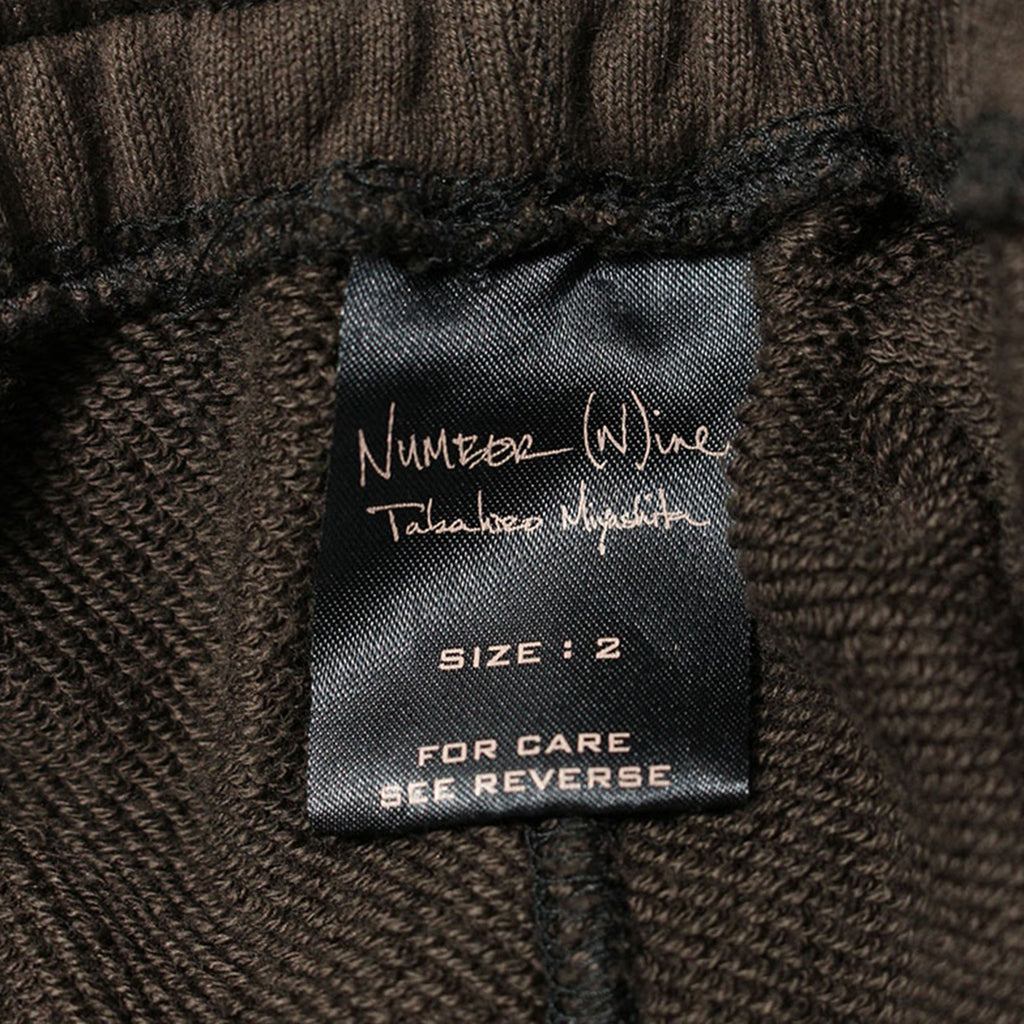 NUMBER (N)ine
Takahiro Miyashita
SIZE : 2
FOR CARE
SEE REVERSE